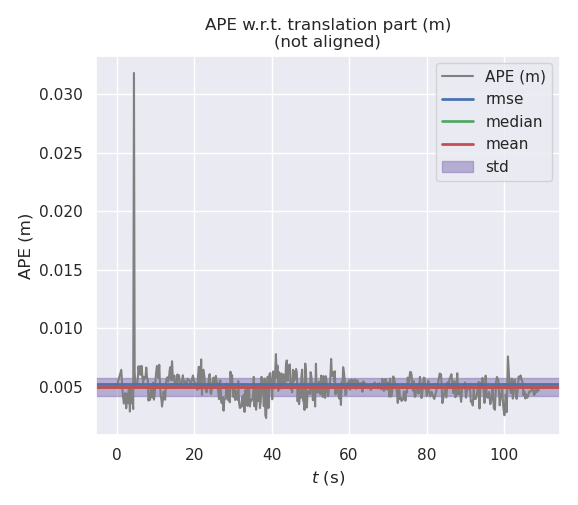 APE w.r.t. translation part (m)
(not aligned)
APE (m)
rmse
median
mean
std
0.030
0.025
0.020
0.015
0.010
0.005
APE (m)
0 20 40 60 80 100
t (s)